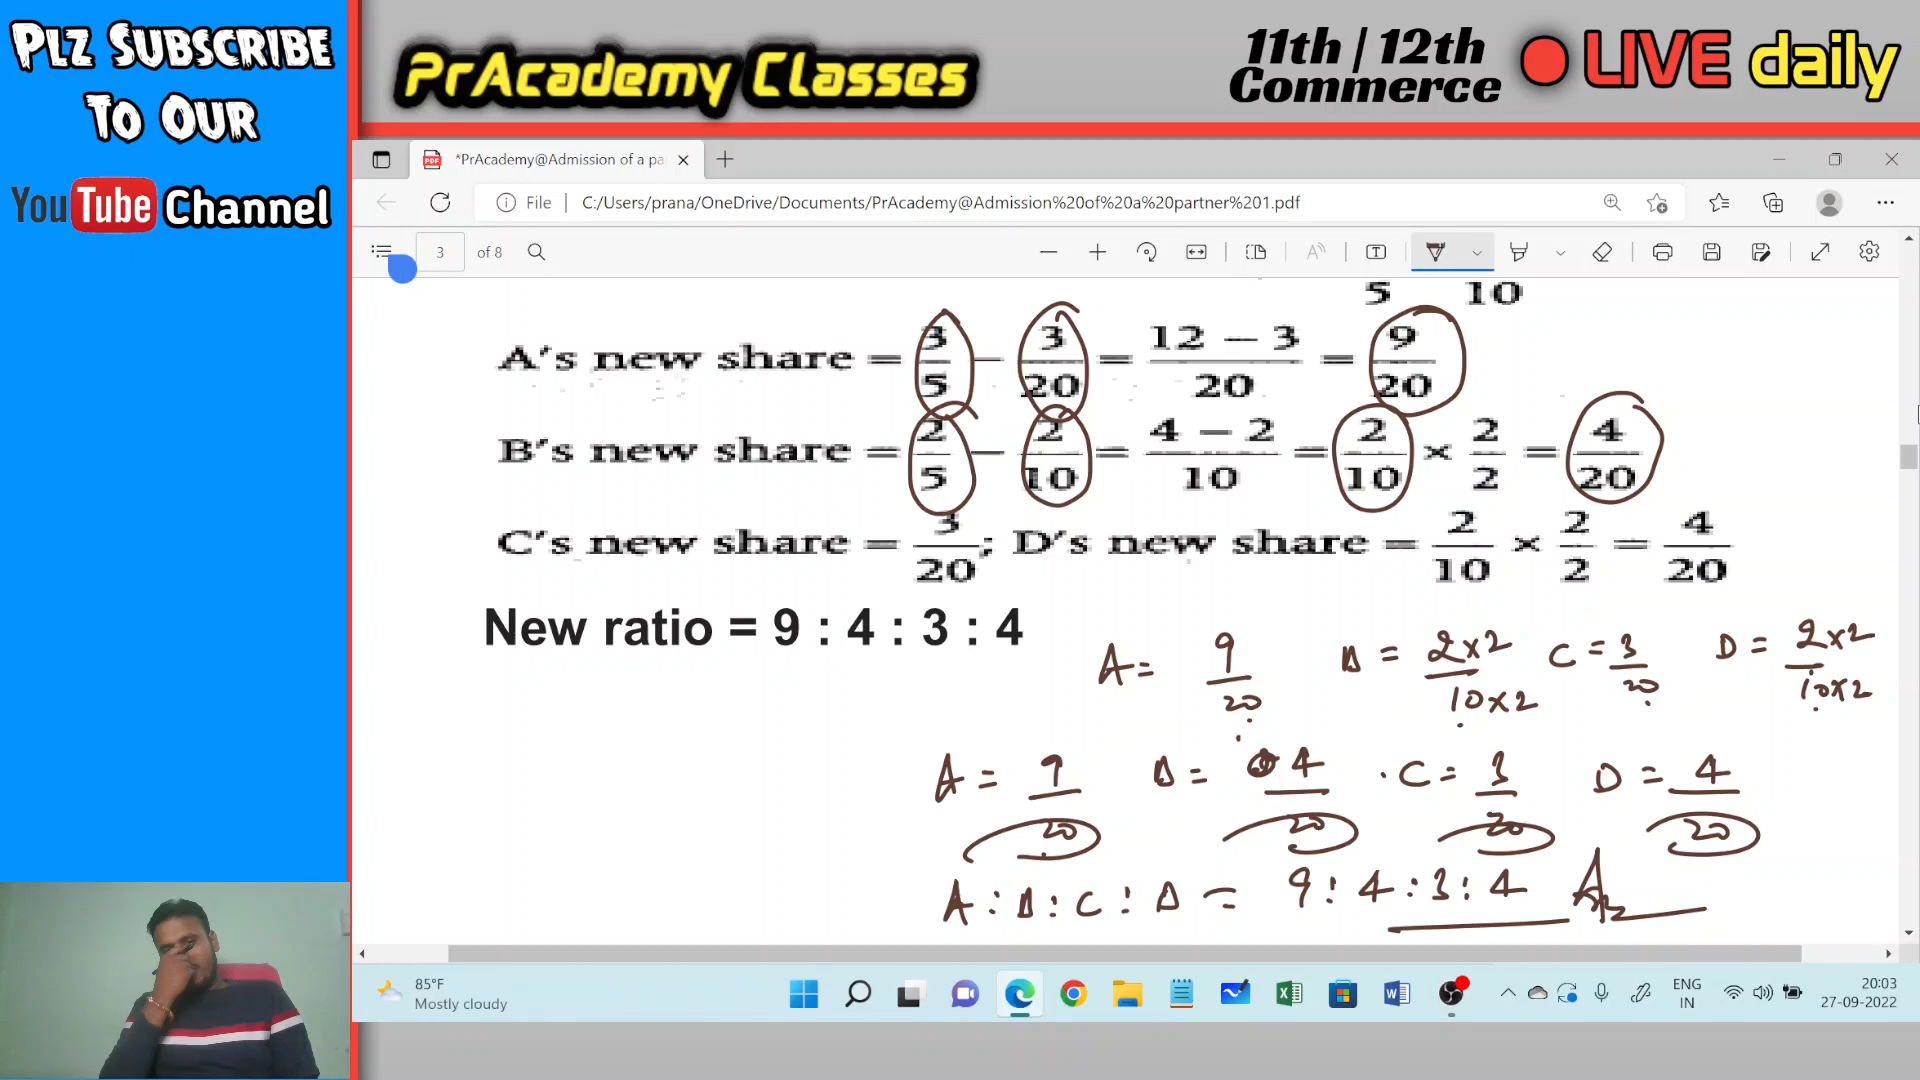 PLZ SUBSCRIBE
TO OUR
YouTube Channel
PrAcademy Classes
11th | 12th
Commerce
LIVE daily
*PrAcademy@Admission of a pa
File
C:/Users/prana/OneDrive/Documents/PrAcademy@Admission%20of%20a%20partner%201.pdf
3 of 8
5 10
A's new share = 3/5 − 3/20 = 12 − 3/20 = 9/20
B's new share = 2/5 − 2/10 = 4 − 2/10 = 2/10 × 2/2 = 4/20
C's new share = 3/20; D's new share = 2/10 × 2/2 = 4/20
New ratio = 9 : 4 : 3 : 4
A = 9/20 B = 2×2/10×2 C = 3/20 D = 2×2/10×2
A = 9/20 B = 4/20 C = 3/20 D = 4/20
A : B : C : D = 9 : 4 : 3 : 4
85°F
Mostly cloudy
ENG
IN
20:03
27-09-2022